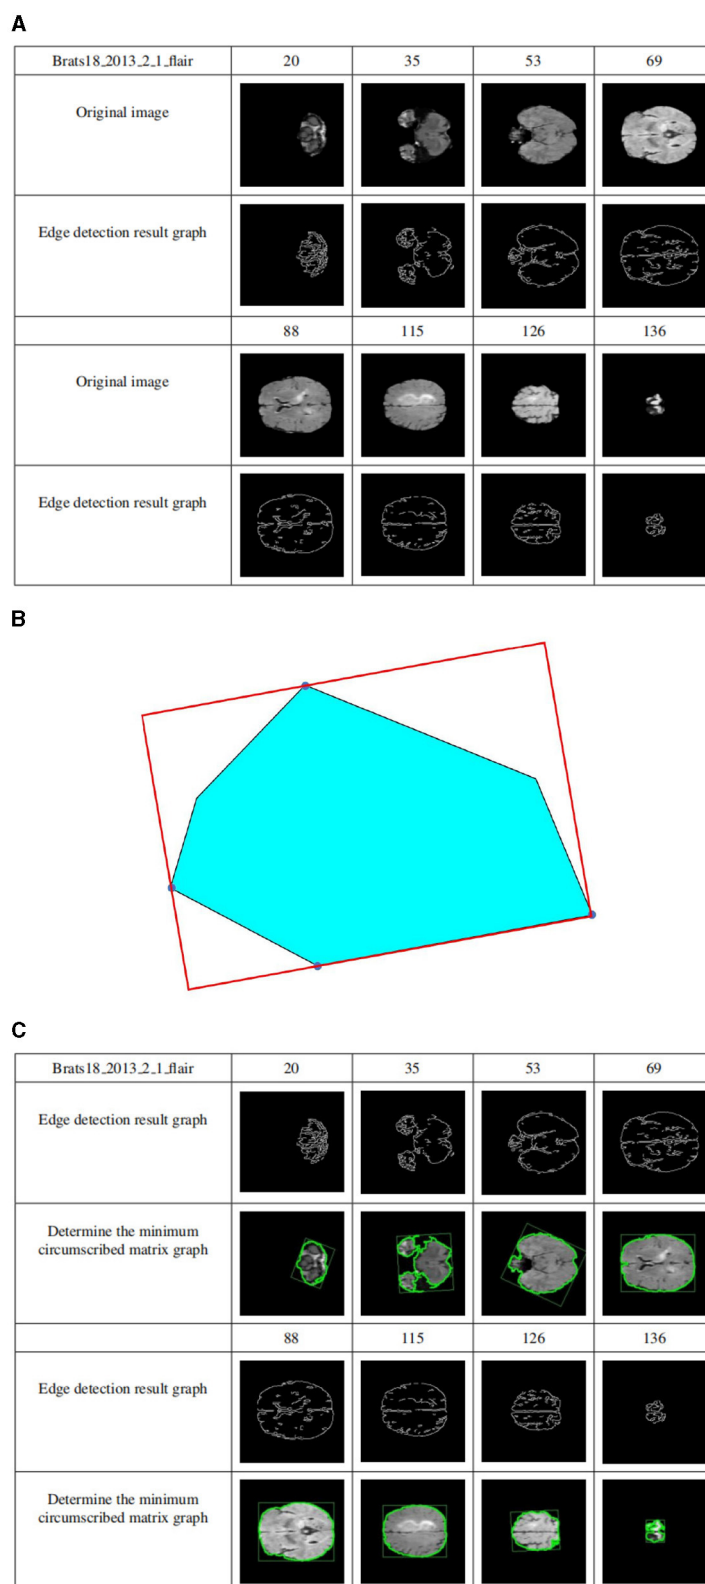 A
Brats18_2013_2_1_flair 20 35 53 69
Original image
Edge detection result graph
88 115 126 136
Original image
Edge detection result graph
B
C
Brats18_2013_2_1_flair 20 35 53 69
Edge detection result graph
Determine the minimum
circumscribed matrix graph
88 115 126 136
Edge detection result graph
Determine the minimum
circumscribed matrix graph